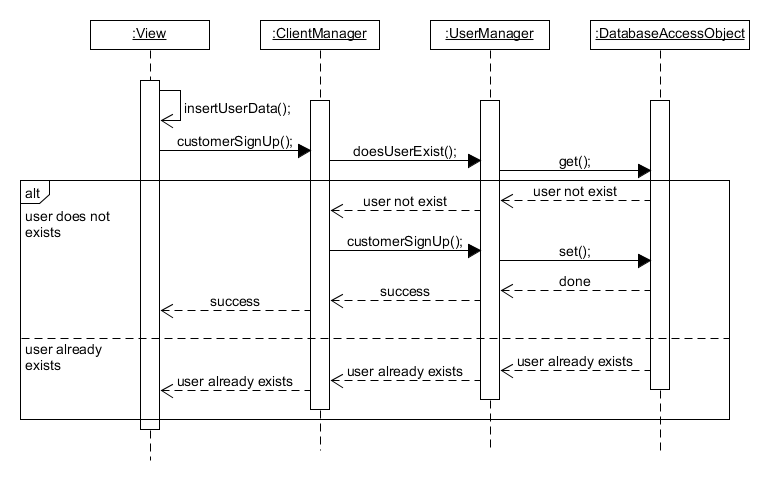 :View
:ClientManager
:UserManager
:DatabaseAccessObject
insertUserData();
customerSignUp();
doesUserExist();
get();
alt
user does not
exists
user not exist
user not exist
customerSignUp();
set();
done
success
success
user already
exists
user already exists
user already exists
user already exists